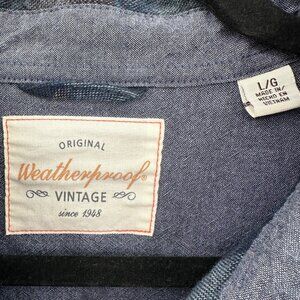 ORIGINAL
Weatherproof®
VINTAGE
since 1948
L/G
MADE IN/
HECHO EN
VIETNAM